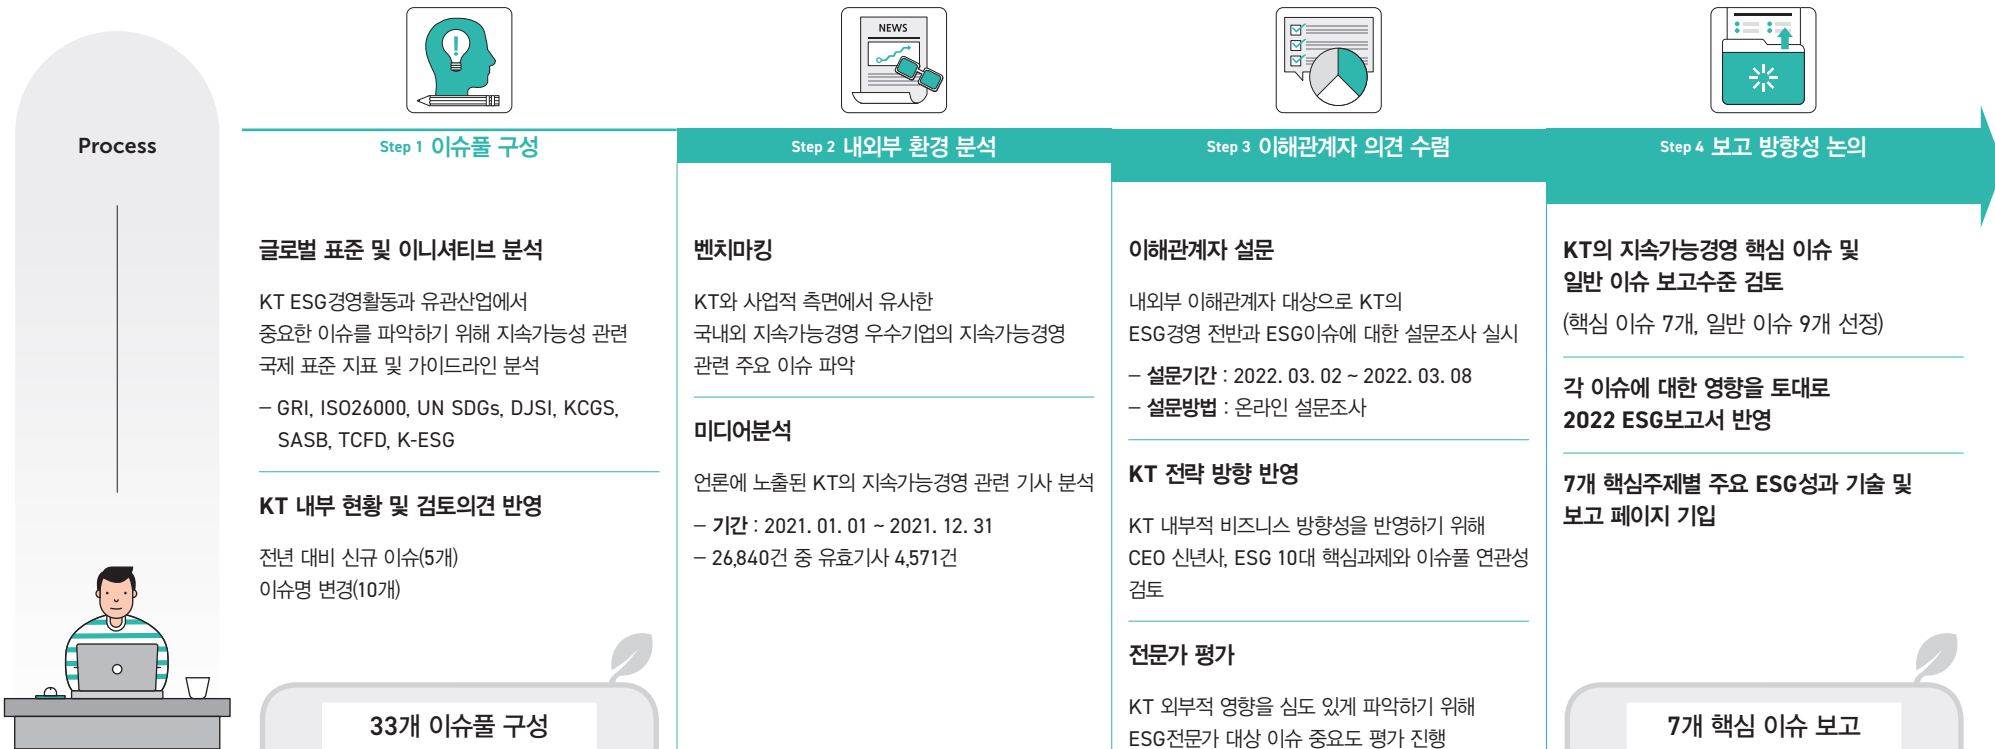 NEWS
Process
Step 1 이슈풀 구성
글로벌 표준 및 이니셔티브 분석
KT ESG경영활동과 유관산업에서
중요한 이슈를 파악하기 위해 지속가능성 관련
국제 표준 지표 및 가이드라인 분석
– GRI, ISO26000, UN SDGs, DJSI, KCGS,
SASB, TCFD, K-ESG
KT 내부 현황 및 검토의견 반영
전년 대비 신규 이슈(5개)
이슈명 변경(10개)
33개 이슈풀 구성
Step 2 내외부 환경 분석
벤치마킹
KT와 사업적 측면에서 유사한
국내외 지속가능경영 우수기업의 지속가능경영
관련 주요 이슈 파악
미디어분석
언론에 노출된 KT의 지속가능경영 관련 기사 분석
– 기간 : 2021. 01. 01 ~ 2021. 12. 31
– 26,840건 중 유효기사 4,571건
Step 3 이해관계자 의견 수렴
이해관계자 설문
내외부 이해관계자 대상으로 KT의
ESG경영 전반과 ESG이슈에 대한 설문조사 실시
– 설문기간 : 2022. 03. 02 ~ 2022. 03. 08
– 설문방법 : 온라인 설문조사
KT 전략 방향 반영
KT 내부적 비즈니스 방향성을 반영하기 위해
CEO 신년사, ESG 10대 핵심과제와 이슈풀 연관성
검토
전문가 평가
KT 외부적 영향을 심도 있게 파악하기 위해
ESG전문가 대상 이슈 중요도 평가 진행
Step 4 보고 방향성 논의
KT의 지속가능경영 핵심 이슈 및
일반 이슈 보고수준 검토
(핵심 이슈 7개, 일반 이슈 9개 선정)
각 이슈에 대한 영향을 토대로
2022 ESG보고서 반영
7개 핵심주제별 주요 ESG성과 기술 및
보고 페이지 기입
7개 핵심 이슈 보고